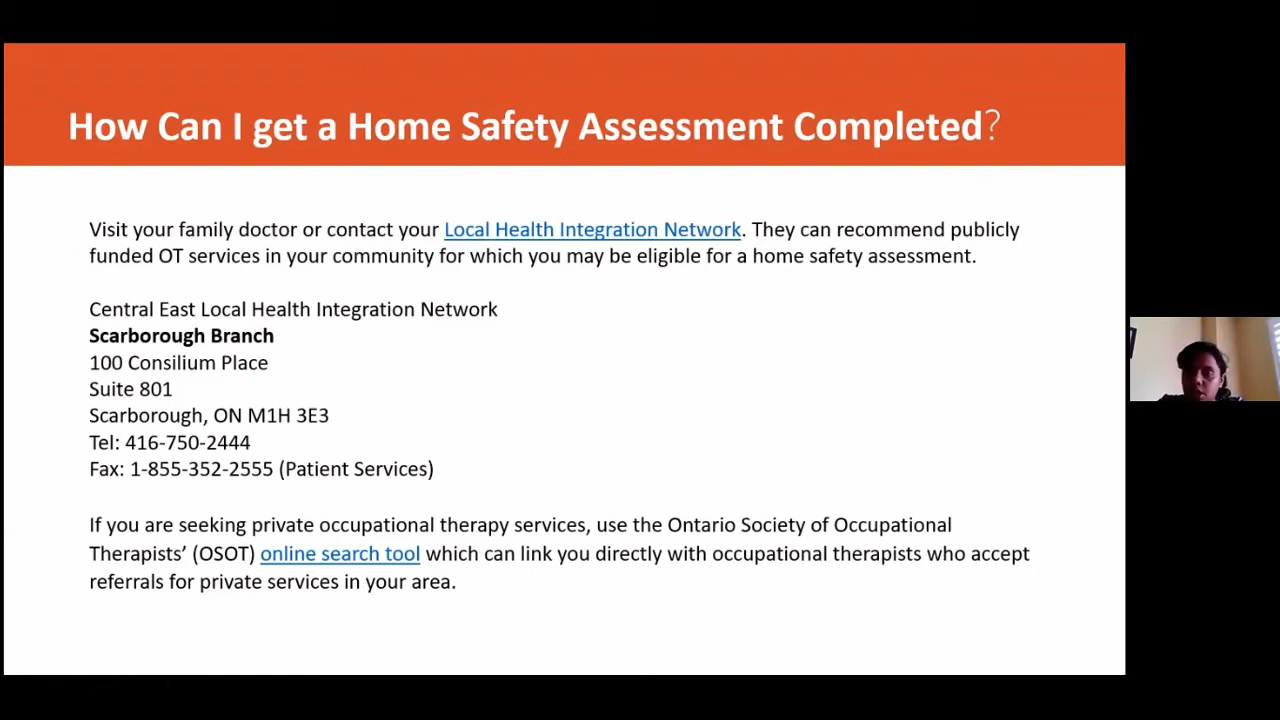 How Can I get a Home Safety Assessment Completed?
Visit your family doctor or contact your Local Health Integration Network. They can recommend publicly
funded OT services in your community for which you may be eligible for a home safety assessment.
Central East Local Health Integration Network
Scarborough Branch
100 Consilium Place
Suite 801
Scarborough, ON M1H 3E3
Tel: 416-750-2444
Fax: 1-855-352-2555 (Patient Services)
If you are seeking private occupational therapy services, use the Ontario Society of Occupational
Therapists’ (OSOT) online search tool which can link you directly with occupational therapists who accept
referrals for private services in your area.